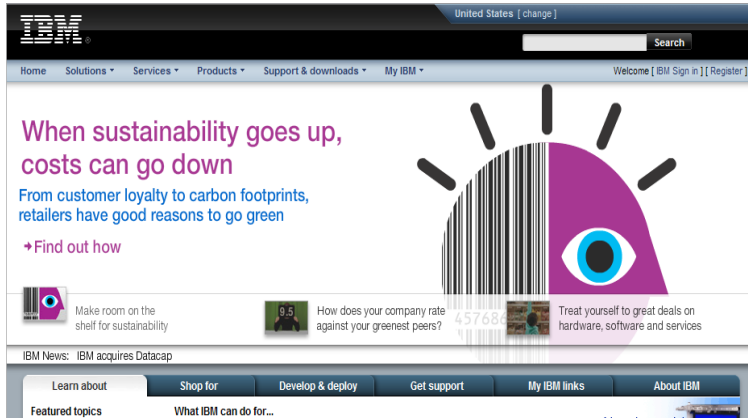 United States [ change ]
IBM®
Search
Home Solutions Services Products Support & downloads My IBM Welcome [ IBM Sign in ] [ Register ]
When sustainability goes up,
costs can go down
From customer loyalty to carbon footprints,
retailers have good reasons to go green
Find out how
Make room on the
shelf for sustainability
9.5
How does your company rate
against your greenest peers?
457686
Treat yourself to great deals on
hardware, software and services
IBM News: IBM acquires Datacap
Learn about Shop for Develop & deploy Get support My IBM links About IBM
Featured topics What IBM can do for...